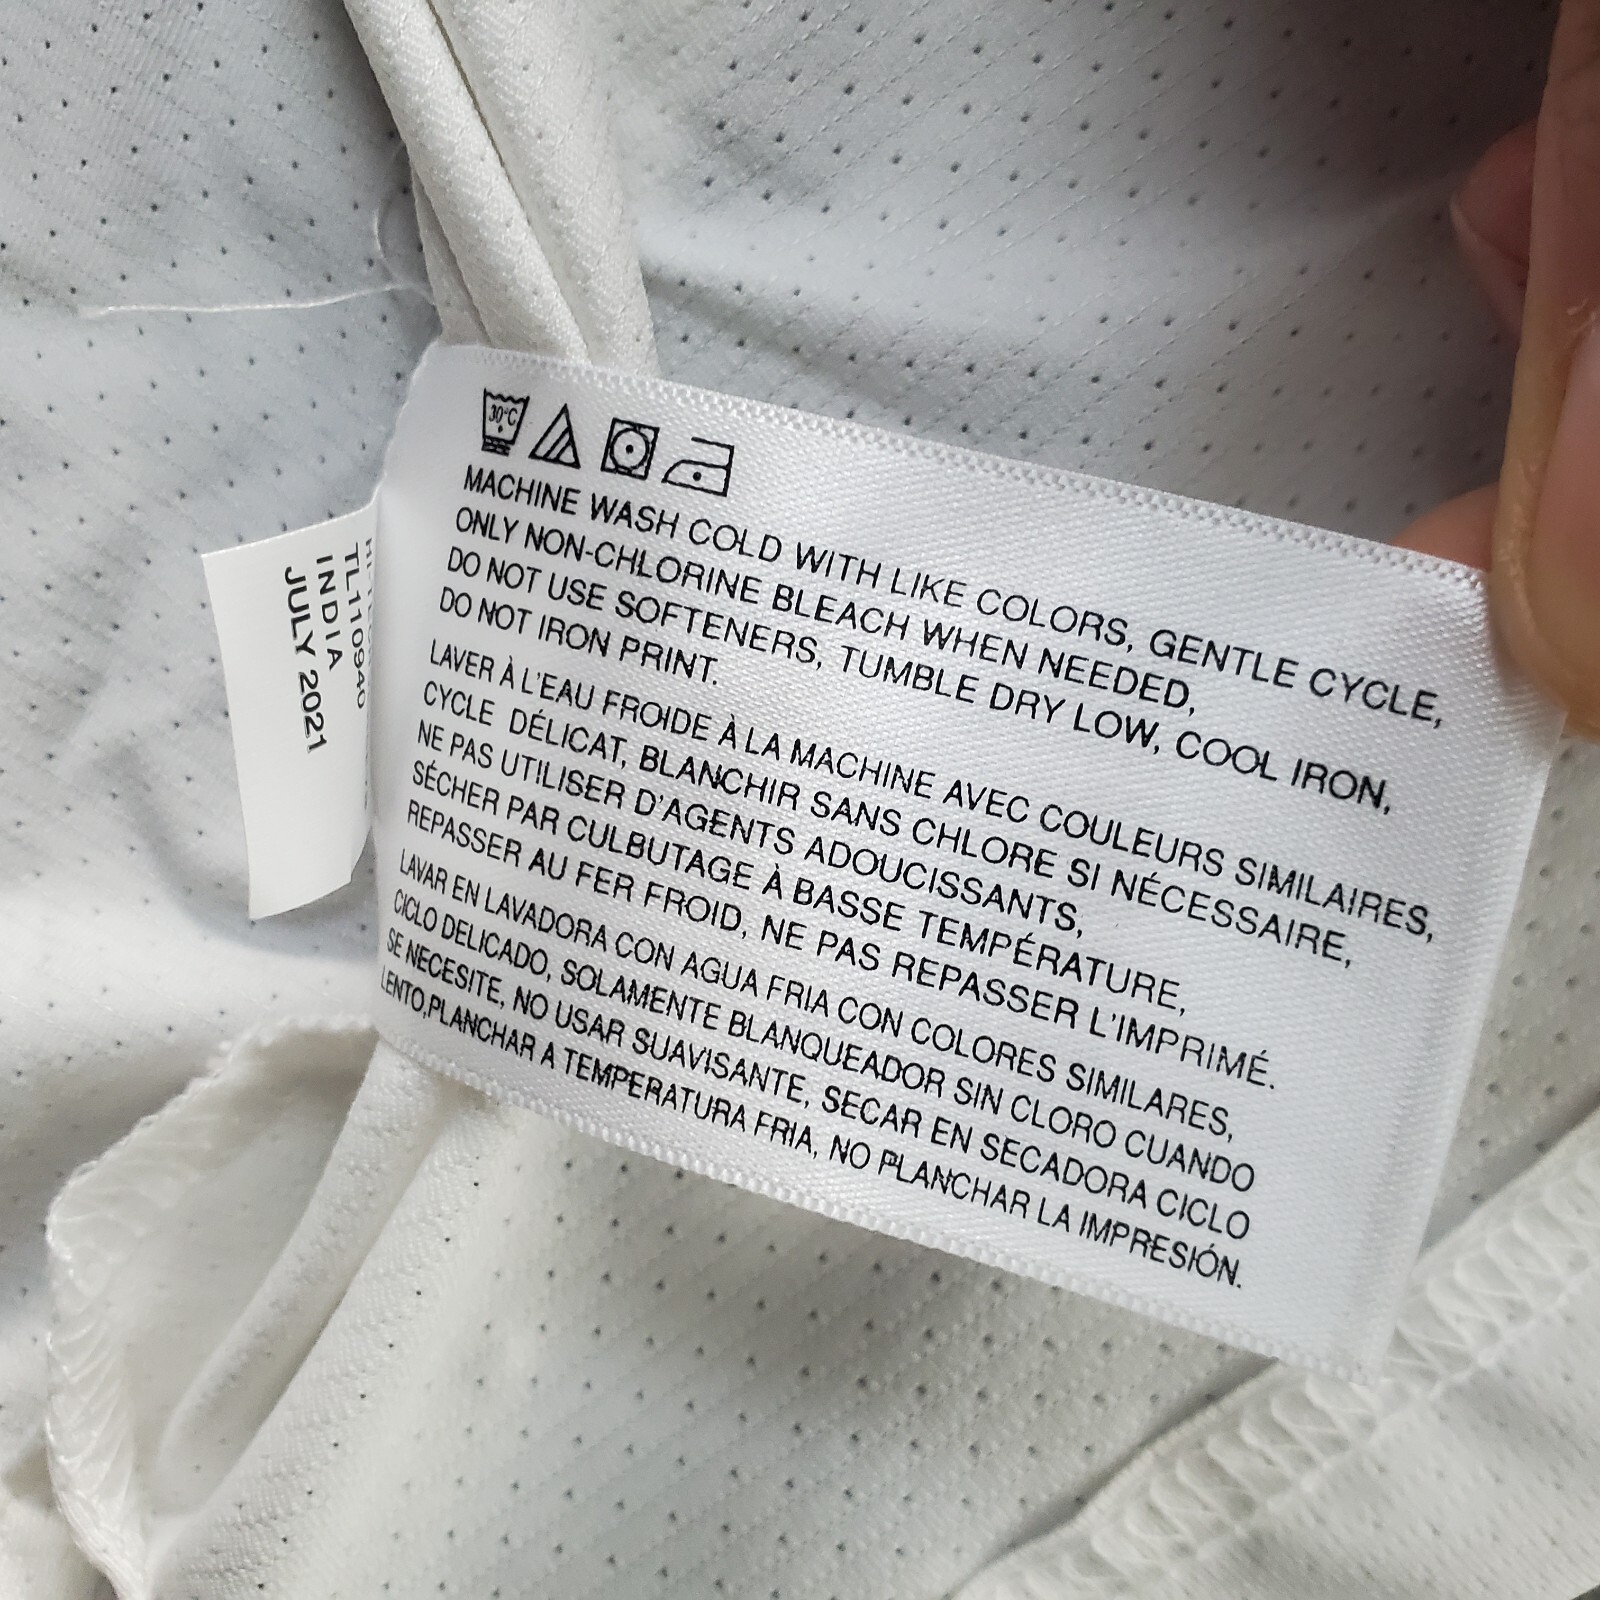 30°C
MACHINE WASH COLD WITH LIKE COLORS, GENTLE CYCLE,
ONLY NON-CHLORINE BLEACH WHEN NEEDED,
DO NOT USE SOFTENERS, TUMBLE DRY LOW, COOL IRON,
DO NOT IRON PRINT.
LAVER À L'EAU FROIDE À LA MACHINE AVEC COULEURS SIMILAIRES,
CYCLE DÉLICAT, BLANCHIR SANS CHLORE SI NÉCESSAIRE,
NE PAS UTILISER D'AGENTS ADOUCISSANTS,
SÉCHER PAR CULBUTAGE À BASSE TEMPÉRATURE,
REPASSER AU FER FROID, NE PAS REPASSER L'IMPRIMÉ.
LAVAR EN LAVADORA CON AGUA FRIA CON COLORES SIMILARES,
CICLO DELICADO, SOLAMENTE BLANQUEADOR SIN CLORO CUANDO
SE NECESITE, NO USAR SUAVISANTE, SECAR EN SECADORA CICLO
LENTO,PLANCHAR A TEMPERATURA FRIA, NO PLANCHAR LA IMPRESIÓN.
TL110940
INDIA
JULY 2021